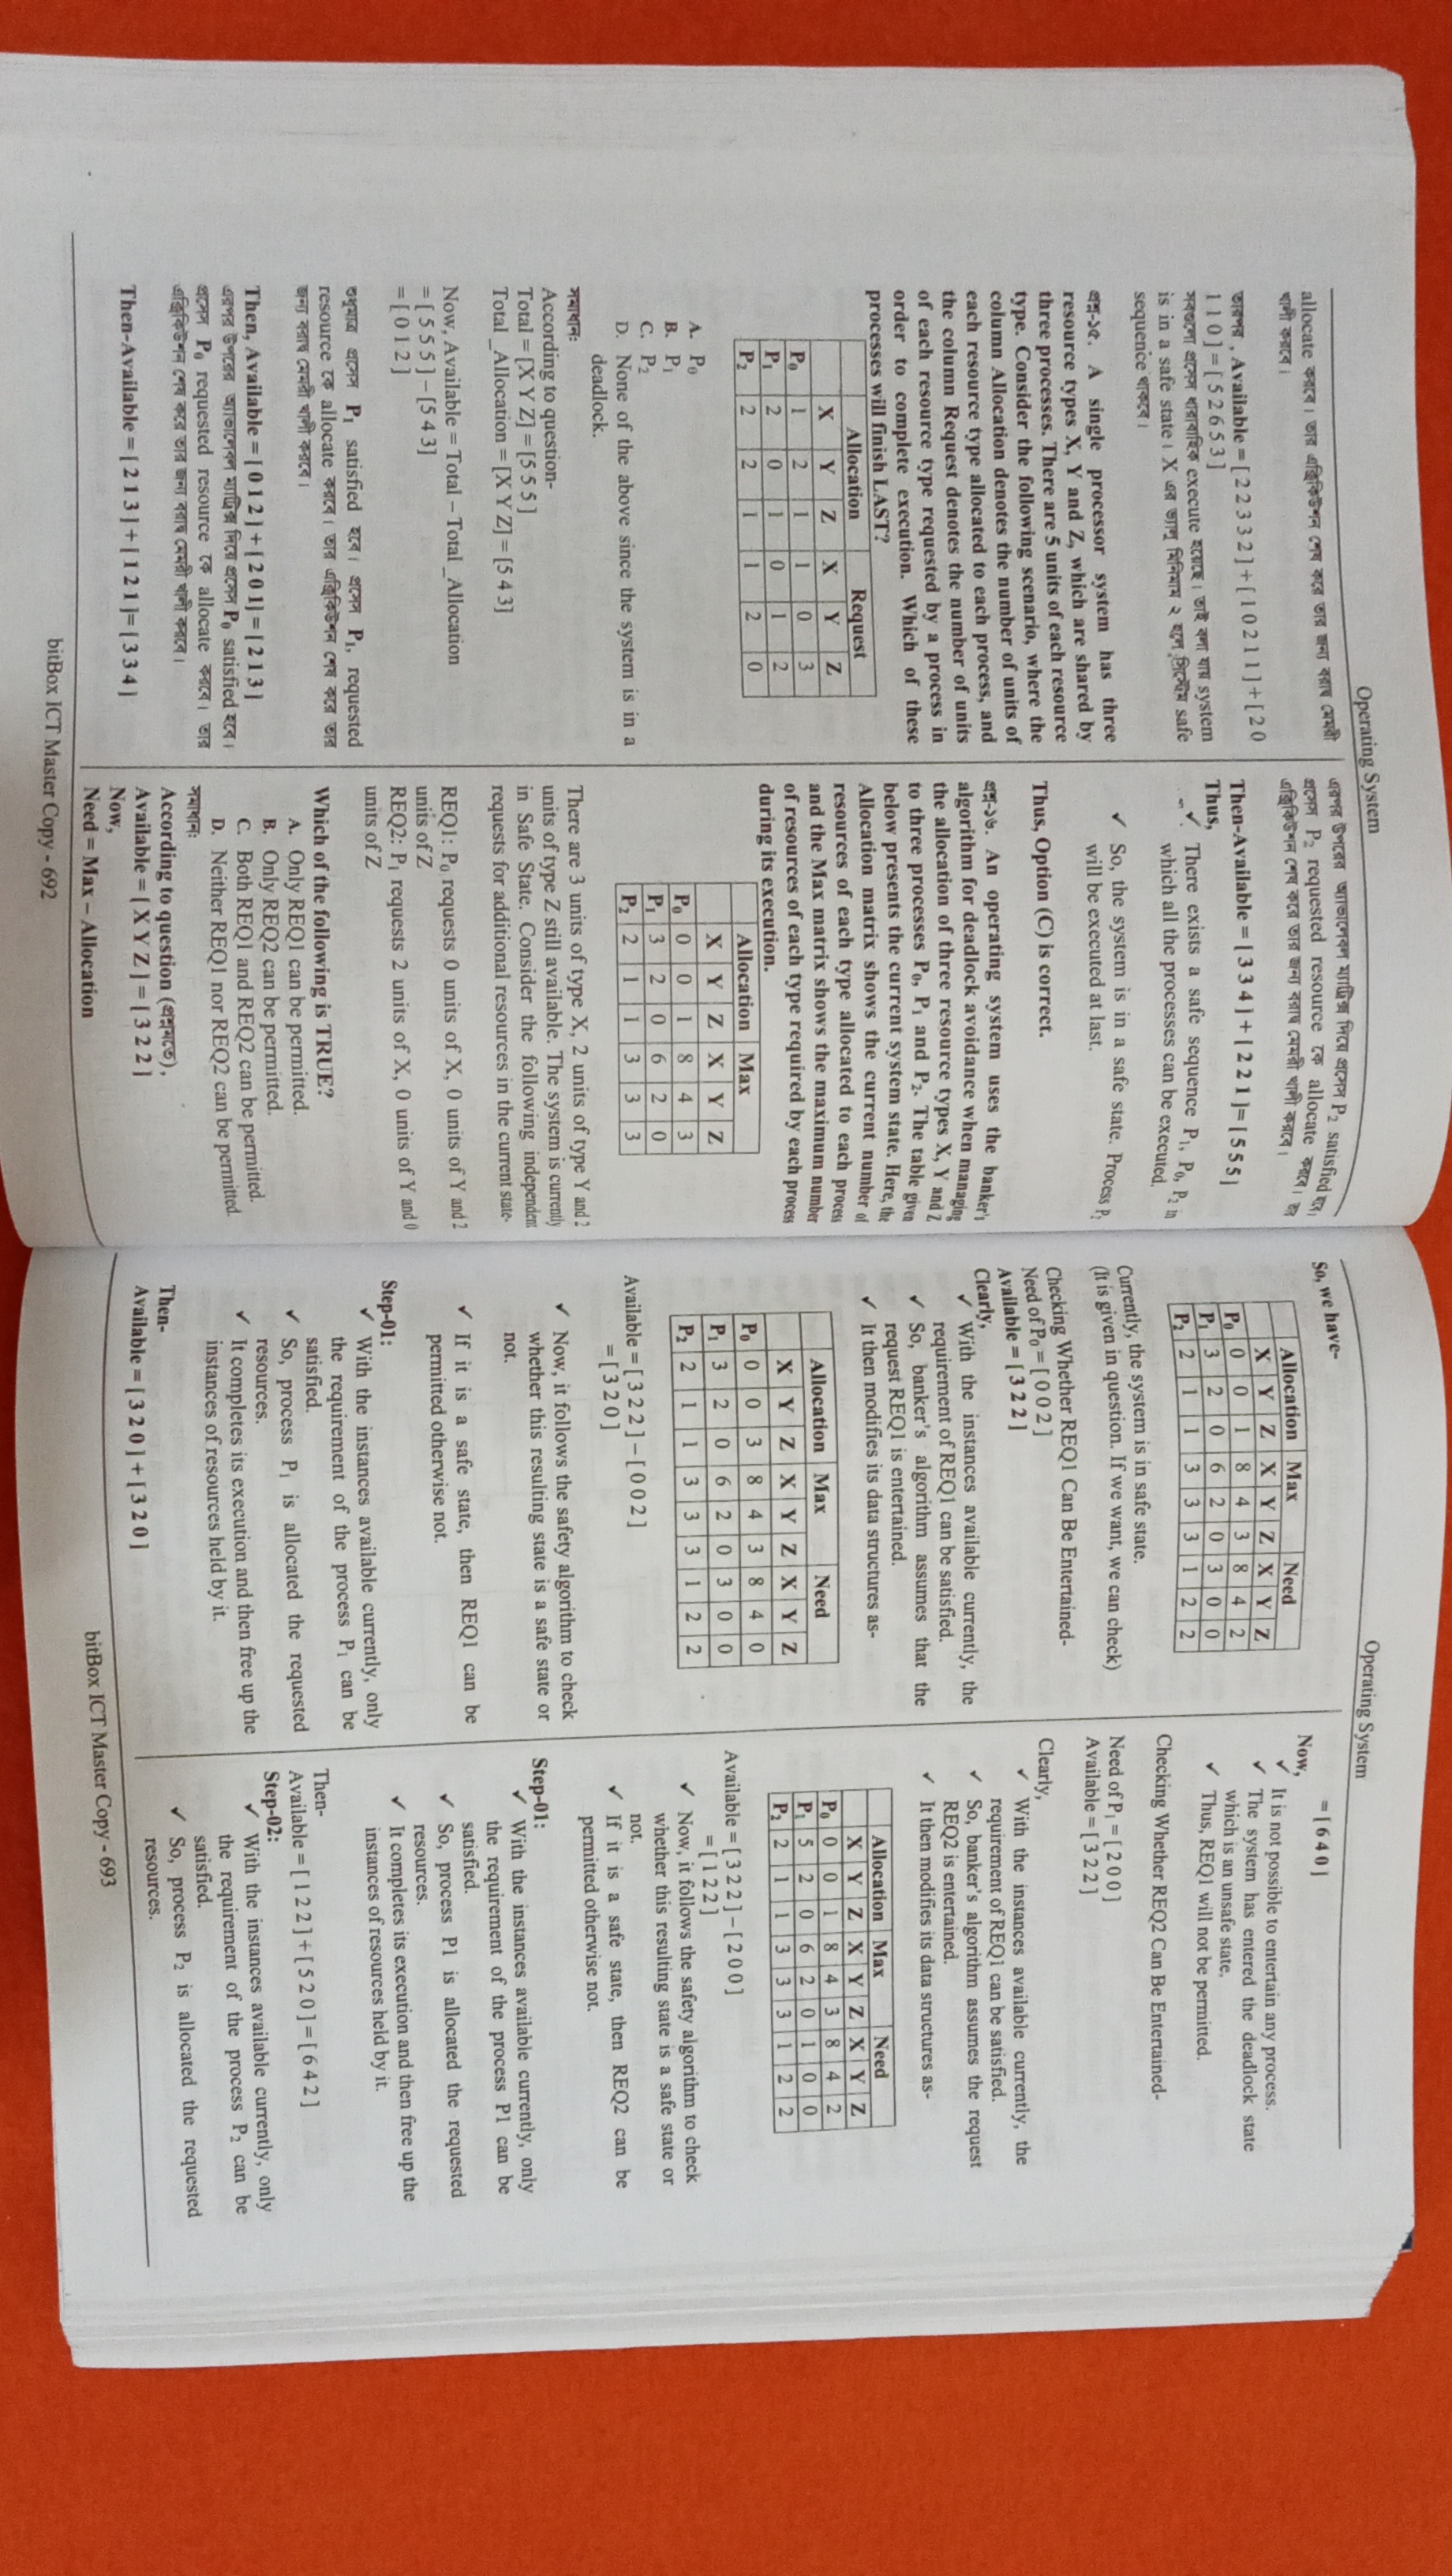 Operating System
allocate করবে। তার এক্সিকিউশন শেষ করে তার জন্য বরাদ্দ মেমরী
খালী করবে।
তারপর , Available = [ 2 2 3 3 2 ] + [ 1 0 2 1 1 ] + [ 2 0
1 1 0 ] = [ 5 2 6 5 3 ]
সবগুলো প্রসেস ধারাবাহিক execute হয়েছে। তাই বলা যায় system
is in a safe state। X এর ভ্যালু মিনিমাম ২ হলে সিস্টেম safe
sequence থাকবে।
প্রশ্ন-১৫. A single processor system has three
resource types X, Y and Z, which are shared by
three processes. There are 5 units of each resource
type. Consider the following scenario, where the
column Allocation denotes the number of units of
each resource type allocated to each process, and
the column Request denotes the number of units
of each resource type requested by a process in
order to complete execution. Which of these
processes will finish LAST?
Allocation Request
X Y Z X Y Z
P0 1 2 1 1 0 3
P1 2 0 1 0 1 2
P2 2 2 1 1 2 0
A. P0
B. P1
C. P2
D. None of the above since the system is in a
deadlock.
সমাধান:
According to question-
Total = [X Y Z] = [5 5 5 ]
Total _Allocation = [X Y Z] = [5 4 3]
Now, Available = Total – Total _Allocation
= [ 5 5 5 ] – [5 4 3]
= [ 0 1 2 ]
শুধুমাত্র প্রসেস P1 satisfied হবে। প্রসেস P1, requested
resource কে allocate করবে। তার এক্সিকিউশন শেষ করে তার
জন্য বরাদ্দ মেমরী খালী করবে।
Then, Available = [ 0 1 2 ] + [ 2 0 1] = [ 2 1 3 ]
এরপর উপরের অ্যাভালেবল ম্যাট্রিক্স দিয়ে প্রসেস P0 satisfied হবে।
প্রসেস P0 requested resource কে allocate করবে। তার
এক্সিকিউশন শেষ করে তার জন্য বরাদ্দ মেমরী খালী করবে।
Then-Available = [ 2 1 3 ] + [ 1 2 1 ]= [ 3 3 4 ]
এরপর উপরের অ্যাভালেবল ম্যাট্রিক্স দিয়ে প্রসেস P2 satisfied হবে।
প্রসেস P2 requested resource কে allocate করবে। তার
এক্সিকিউশন শেষ করে তার জন্য বরাদ্দ মেমরী খালী করবে।
Then-Available = [ 3 3 4 ] + [ 2 2 1 ]= [ 5 5 5 ]
Thus,
✓ There exists a safe sequence P1, P0, P2 in
which all the processes can be executed.
✓ So, the system is in a safe state. Process P2
will be executed at last.
Thus, Option (C) is correct.
প্রশ্ন-১৬. An operating system uses the banker's
algorithm for deadlock avoidance when managing
the allocation of three resource types X, Y and Z
to three processes P0, P1 and P2. The table given
below presents the current system state. Here, the
Allocation matrix shows the current number of
resources of each type allocated to each process
and the Max matrix shows the maximum number
of resources of each type required by each process
during its execution.
Allocation Max
X Y Z X Y Z
P0 0 0 1 8 4 3
P1 3 2 0 6 2 0
P2 2 1 1 3 3 3
There are 3 units of type X, 2 units of type Y and 2
units of type Z still available. The system is currently
in Safe State. Consider the following independent
requests for additional resources in the current state-
REQ1: P0 requests 0 units of X, 0 units of Y and 2
units of Z
REQ2: P1 requests 2 units of X, 0 units of Y and 0
units of Z
Which of the following is TRUE?
A. Only REQ1 can be permitted.
B. Only REQ2 can be permitted.
C. Both REQ1 and REQ2 can be permitted.
D. Neither REQ1 nor REQ2 can be permitted.
সমাধান:
According to question (প্রশ্নমতে),
Available = [ X Y Z ] = [ 3 2 2 ]
Now,
Need = Max – Allocation
bitBox ICT Master Copy - 692
Operating System
So, we have-
Allocation Max Need
X Y Z X Y Z X Y Z
P0 0 0 1 8 4 3 8 4 2
P1 3 2 0 6 2 0 3 0 0
P2 2 1 1 3 3 3 1 2 2
Currently, the system is in safe state.
(It is given in question. If we want, we can check)
Checking Whether REQ1 Can Be Entertained-
Need of P0 = [ 0 0 2 ]
Available = [ 3 2 2 ]
Clearly,
✓ With the instances available currently, the
requirement of REQ1 can be satisfied.
✓ So, banker's algorithm assumes that the
request REQ1 is entertained.
✓ It then modifies its data structures as-
Allocation Max Need
X Y Z X Y Z X Y Z
P0 0 0 3 8 4 3 8 4 0
P1 3 2 0 6 2 0 3 0 0
P2 2 1 1 3 3 3 1 2 2
Available = [ 3 2 2 ] – [ 0 0 2 ]
= [ 3 2 0 ]
✓ Now, it follows the safety algorithm to check
whether this resulting state is a safe state or
not.
✓ If it is a safe state, then REQ1 can be
permitted otherwise not.
Step-01:
✓ With the instances available currently, only
the requirement of the process P1 can be
satisfied.
✓ So, process P1 is allocated the requested
resources.
✓ It completes its execution and then free up the
instances of resources held by it.
Then-
Available = [ 3 2 0 ] + [ 3 2 0 ]
= [ 6 4 0 ]
Now,
✓ It is not possible to entertain any process.
✓ The system has entered the deadlock state
which is an unsafe state.
✓ Thus, REQ1 will not be permitted.
Checking Whether REQ2 Can Be Entertained-
Need of P1 = [ 2 0 0 ]
Available = [ 3 2 2 ]
Clearly,
✓ With the instances available currently, the
requirement of REQ1 can be satisfied.
✓ So, banker's algorithm assumes the request
REQ2 is entertained.
✓ It then modifies its data structures as-
Allocation Max Need
X Y Z X Y Z X Y Z
P0 0 0 1 8 4 3 8 4 2
P1 5 2 0 6 2 0 1 0 0
P2 2 1 1 3 3 3 1 2 2
Available = [ 3 2 2 ] – [ 2 0 0 ]
= [ 1 2 2 ]
✓ Now, it follows the safety algorithm to check
whether this resulting state is a safe state or
not.
✓ If it is a safe state, then REQ2 can be
permitted otherwise not.
Step-01:
✓ With the instances available currently, only
the requirement of the process P1 can be
satisfied.
✓ So, process P1 is allocated the requested
resources.
✓ It completes its execution and then free up the
instances of resources held by it.
Then-
Available = [ 1 2 2 ] + [ 5 2 0 ] = [ 6 4 2 ]
Step-02:
✓ With the instances available currently, only
the requirement of the process P2 can be
satisfied.
✓ So, process P2 is allocated the requested
resources.
bitBox ICT Master Copy - 693